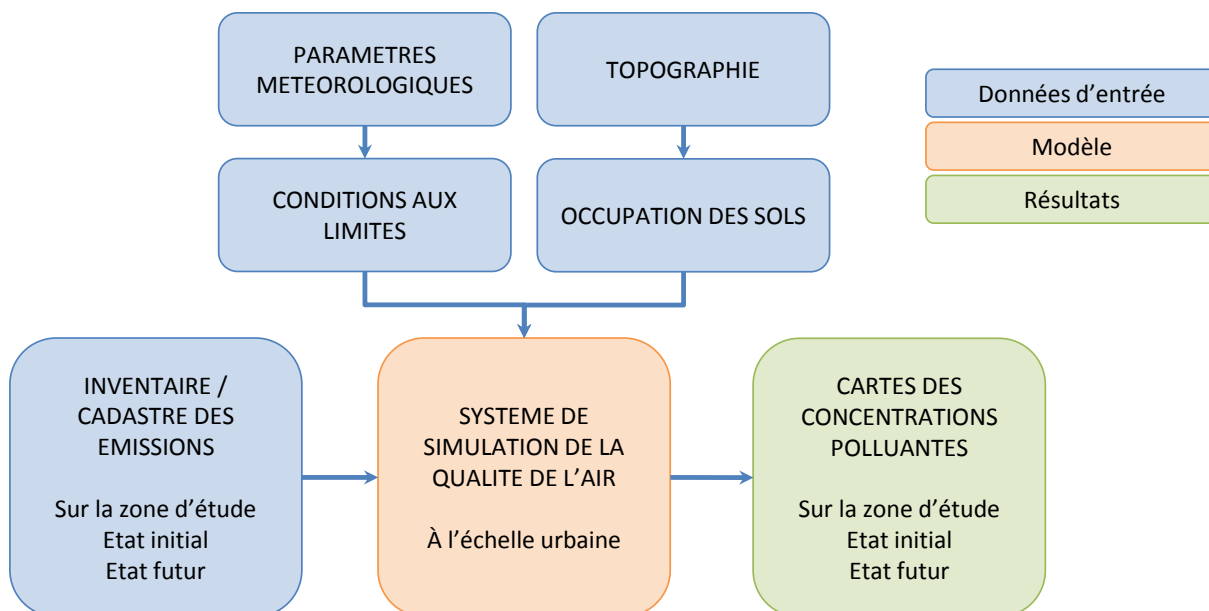 PARAMETRES
METEOROLOGIQUES
TOPOGRAPHIE
CONDITIONS AUX
LIMITES
OCCUPATION DES SOLS
Données d’entrée
Modèle
Résultats
INVENTAIRE /
CADASTRE DES
EMISSIONS
Sur la zone d’étude
Etat initial
Etat futur
SYSTEME DE
SIMULATION DE LA
QUALITE DE L’AIR
À l’échelle urbaine
CARTES DES
CONCENTRATIONS
POLLUANTES
Sur la zone d’étude
Etat initial
Etat futur